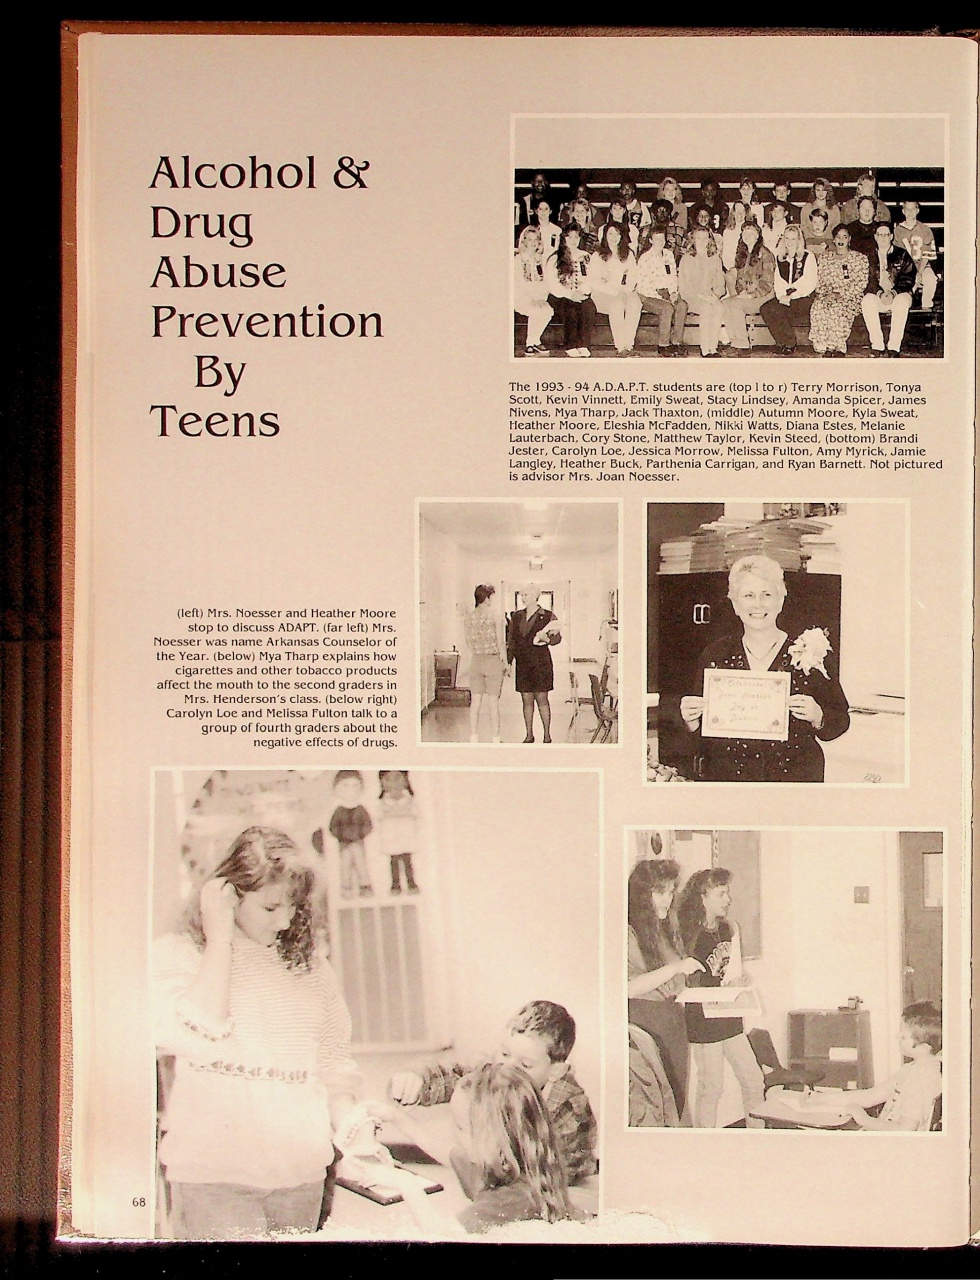 Alcohol &
Drug
Abuse
Prevention
By
Teens
The 1993 - 94 A.D.A.P.T. students are (top l to r) Terry Morrison, Tonya
Scott, Kevin Vinnett, Emily Sweat, Stacy Lindsey, Amanda Spicer, James
Nivens, Mya Tharp, Jack Thaxton, (middle) Autumn Moore, Kyla Sweat,
Heather Moore, Eleshia McFadden, Nikki Watts, Diana Estes, Melanie
Lauterbach, Cory Stone, Matthew Taylor, Kevin Steed, (bottom) Brandi
Jester, Carolyn Loe, Jessica Morrow, Melissa Fulton, Amy Myrick, Jamie
Langley, Heather Buck, Parthenia Carrigan, and Ryan Barnett. Not pictured
is advisor Mrs. Joan Noesser.
(left) Mrs. Noesser and Heather Moore
stop to discuss ADAPT. (far left) Mrs.
Noesser was name Arkansas Counselor of
the Year. (below) Mya Tharp explains how
cigarettes and other tobacco products
affect the mouth to the second graders in
Mrs. Henderson's class. (below right)
Carolyn Loe and Melissa Fulton talk to a
group of fourth graders about the
negative effects of drugs.
68